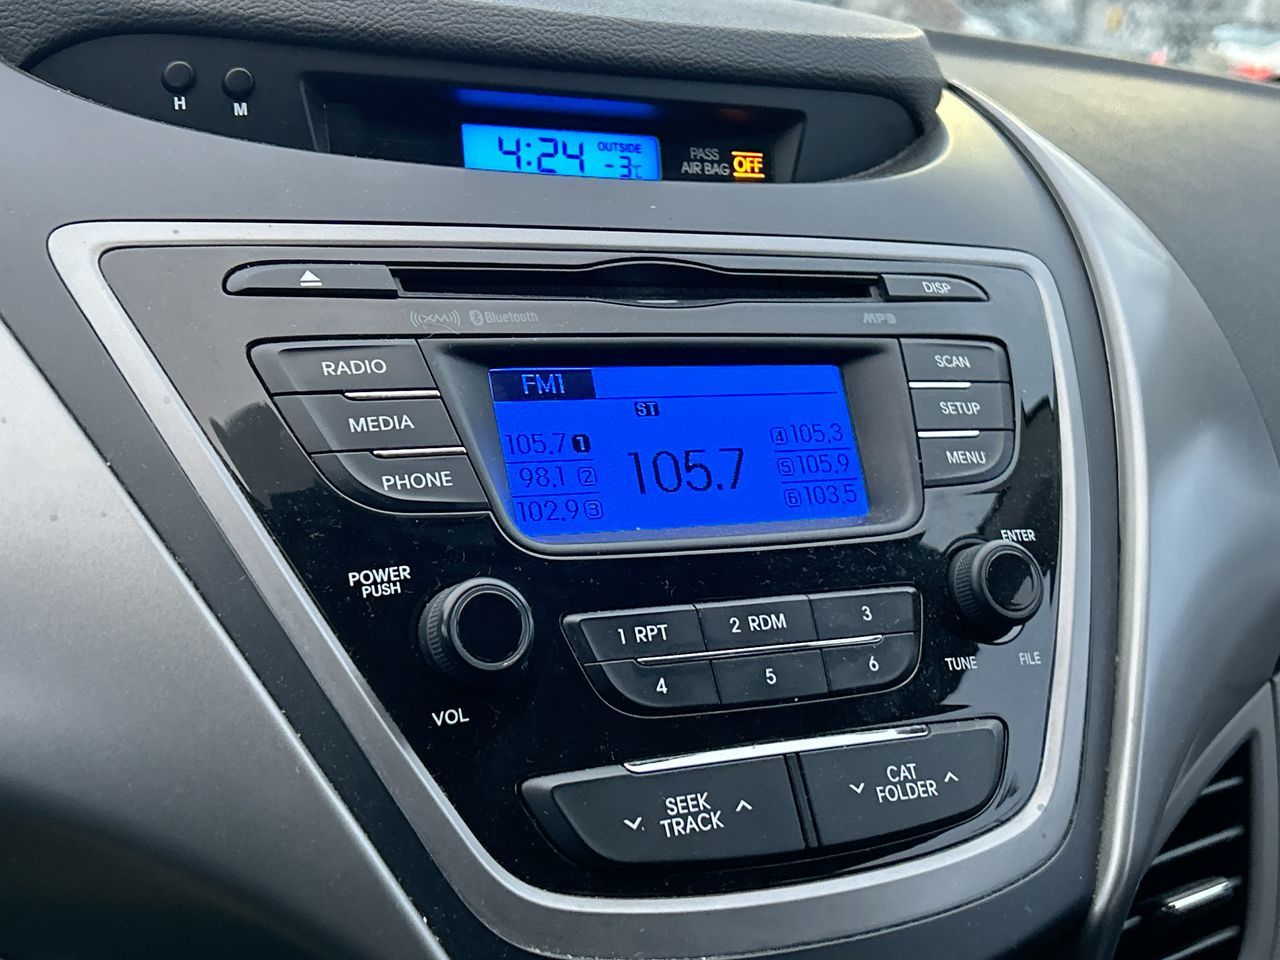 H
M
4:24
OUTSIDE
-3℃
PASS
AIR BAG
OFF
DISP
((XM))
Bluetooth
MP3
RADIO
MEDIA
PHONE
FM1
ST
105.7 1
98.1 2
102.9 3
105.7
4 105.3
5 105.9
6 103.5
SCAN
SETUP
MENU
POWER
PUSH
VOL
1 RPT
2 RDM
3
4
5
6
ENTER
TUNE
FILE
SEEK
TRACK
CAT
FOLDER